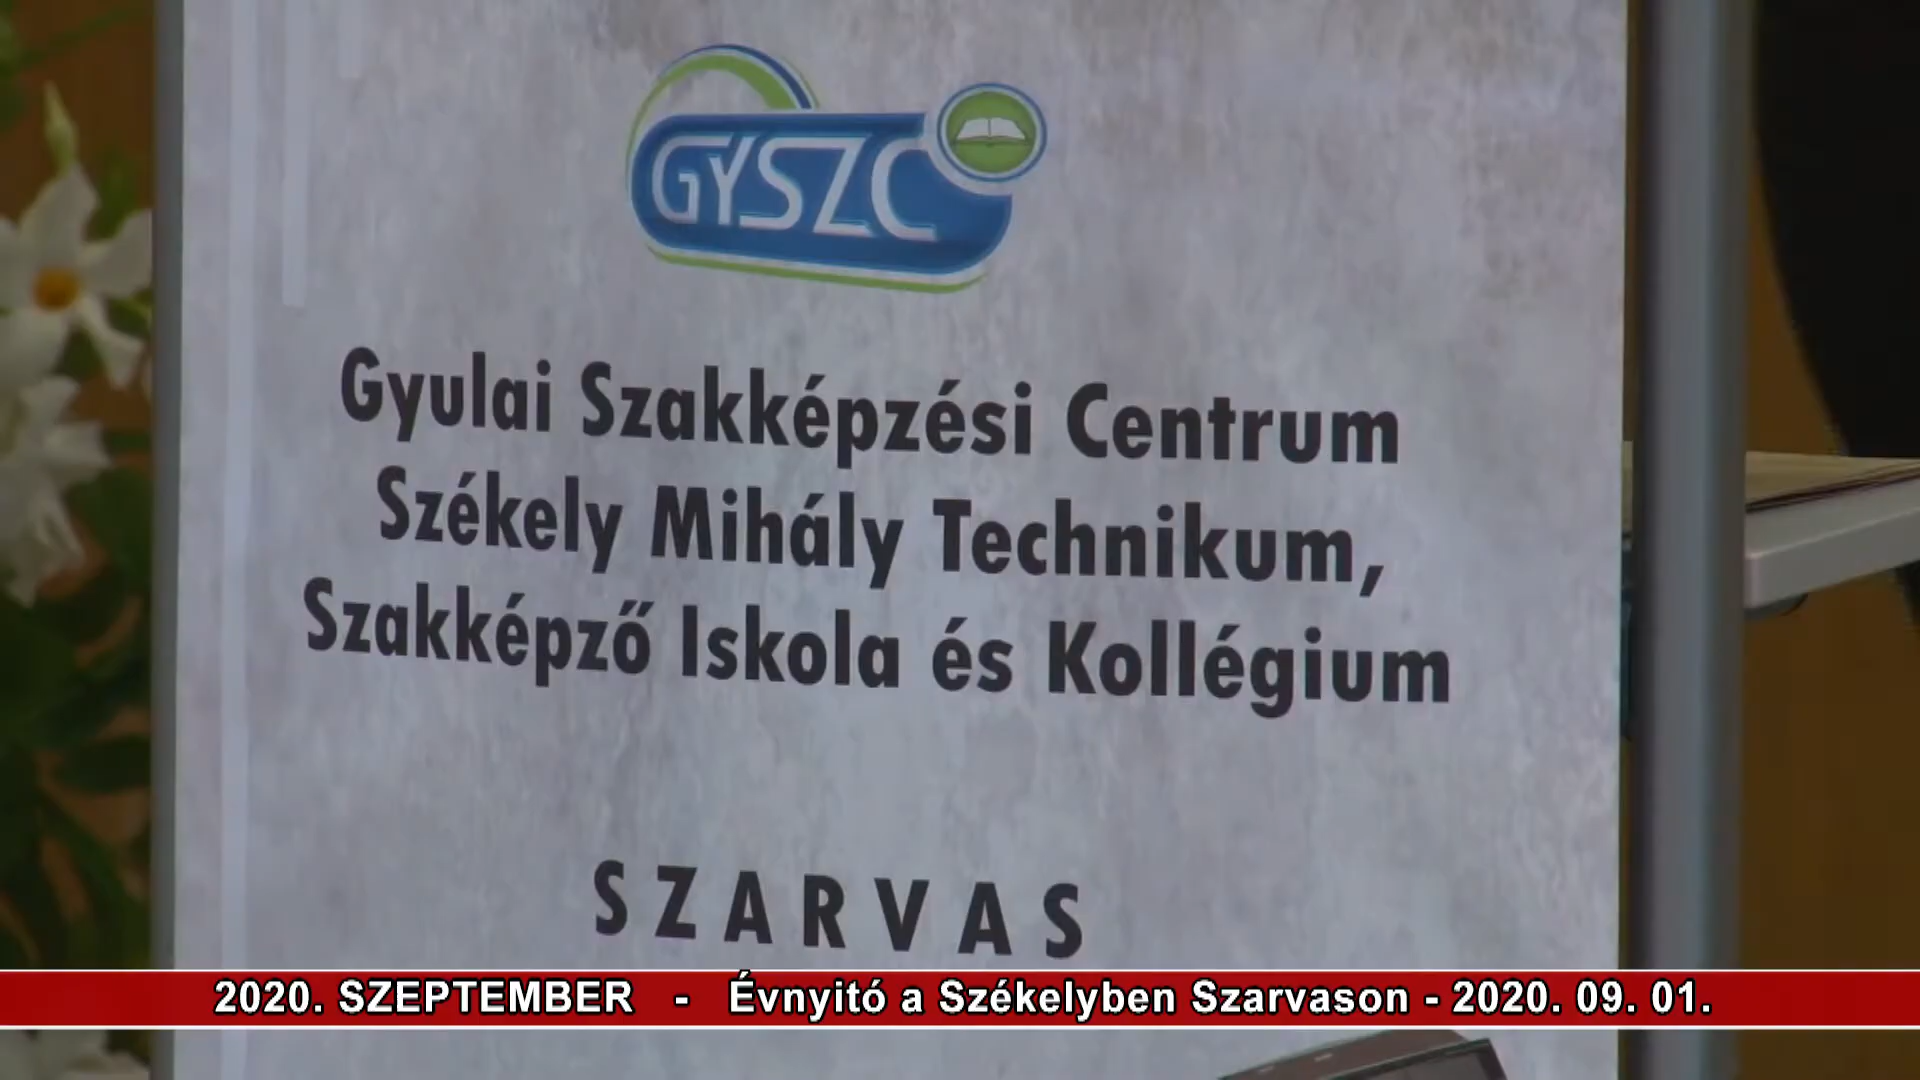 GYSZC
Gyulai Szakképzési Centrum
Székely Mihály Technikum,
Szakképző Iskola és Kollégium
SZARVAS
2020. SZEPTEMBER - Évnyitó a Székelyben Szarvason - 2020. 09. 01.